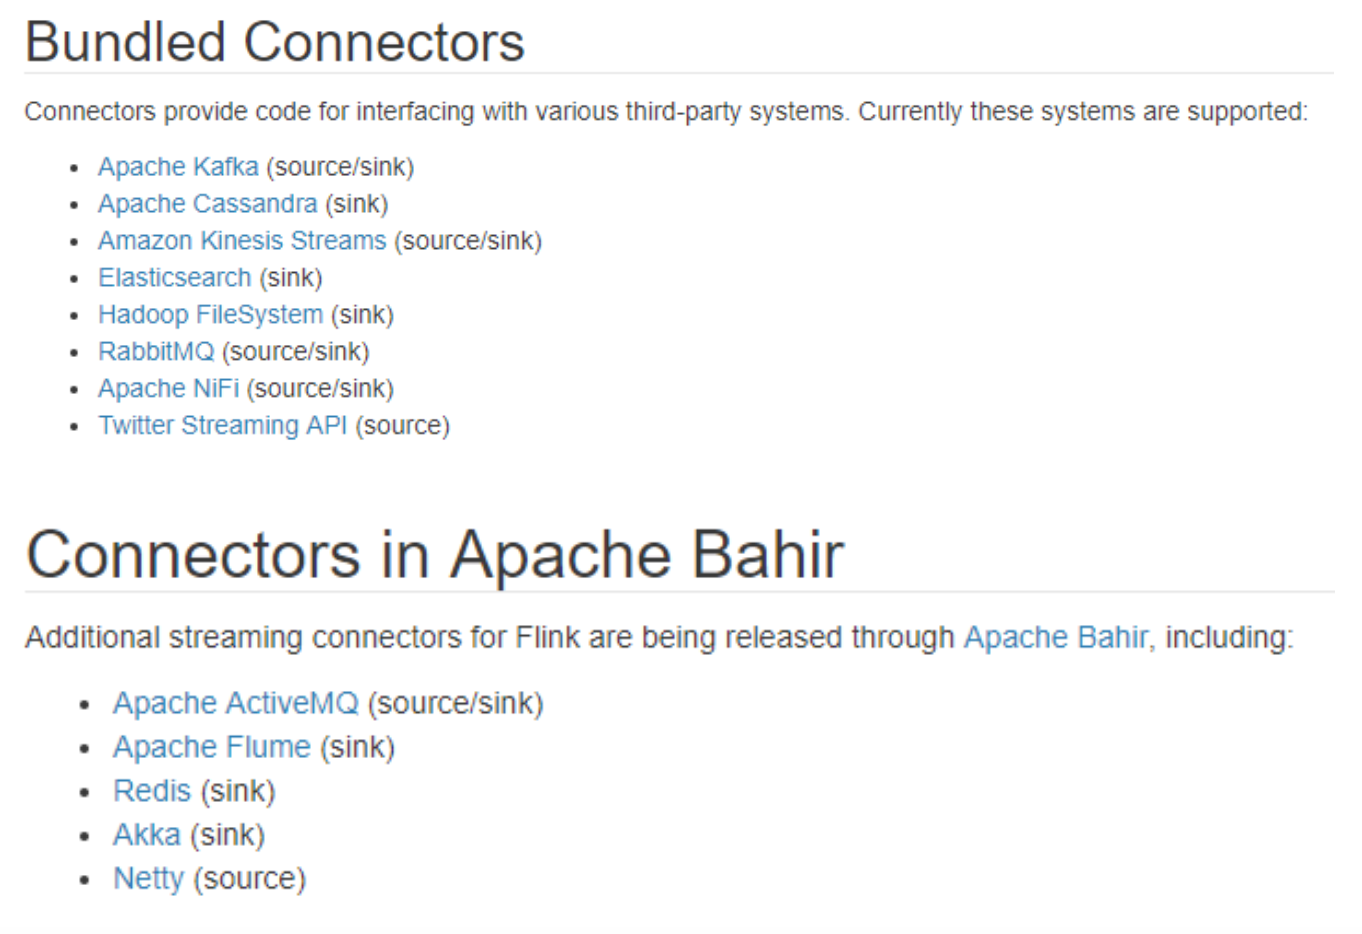 Bundled Connectors
Connectors provide code for interfacing with various third-party systems. Currently these systems are supported:
• Apache Kafka (source/sink)
• Apache Cassandra (sink)
• Amazon Kinesis Streams (source/sink)
• Elasticsearch (sink)
• Hadoop FileSystem (sink)
• RabbitMQ (source/sink)
• Apache NiFi (source/sink)
• Twitter Streaming API (source)
Connectors in Apache Bahir
Additional streaming connectors for Flink are being released through Apache Bahir, including:
• Apache ActiveMQ (source/sink)
• Apache Flume (sink)
• Redis (sink)
• Akka (sink)
• Netty (source)